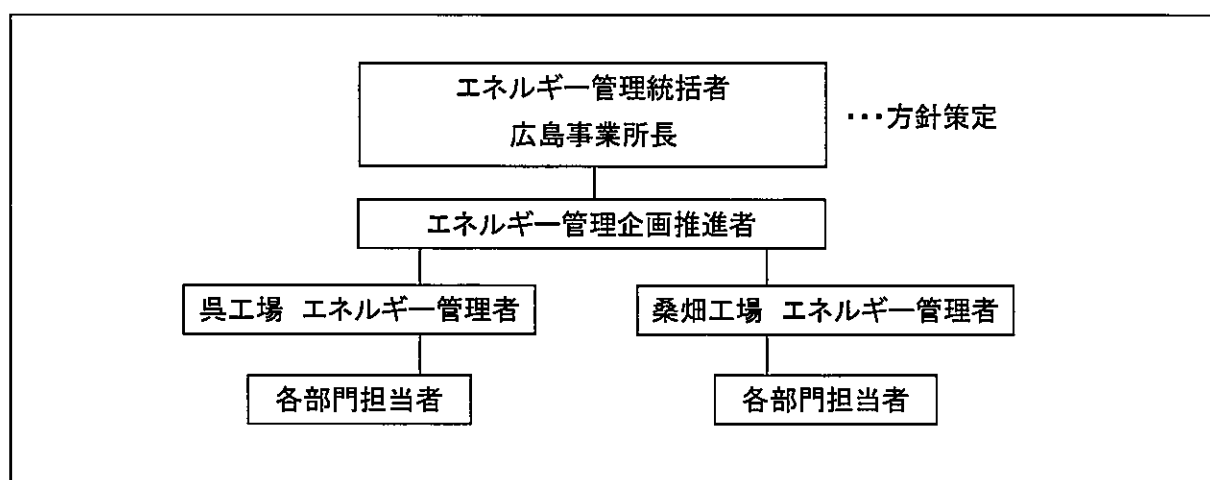 エネルギー管理統括者
広島事業所長
・・・方針策定
エネルギー管理企画推進者
呉工場 エネルギー管理者
桑畑工場 エネルギー管理者
各部門担当者
各部門担当者